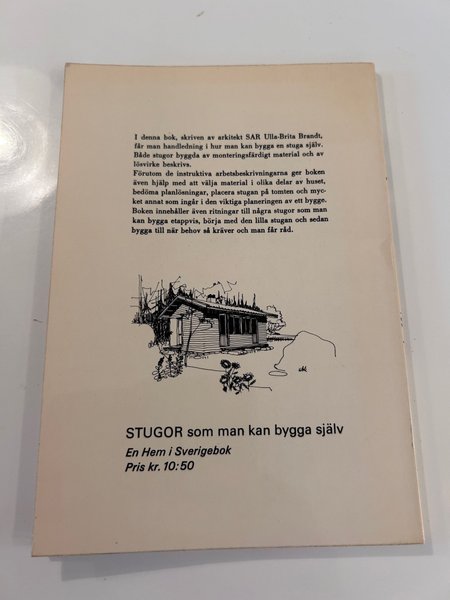 I denna bok, skriven av arkitekt SAR Ulla-Brita Brandt,
får man handledning i hur man kan bygga en stuga själv.
Både stugor byggda av monteringsfärdigt material och av
lösvirke beskrivs.
Förutom de instruktiva arbetsbeskrivningarna ger boken
även hjälp med att välja material i olika delar av huset,
bedöma planlösningar, placera stugan på tomten och myc-
ket annat som ingår i den viktiga planeringen av ett bygge.
Boken innehåller även ritningar till några stugor som man
kan bygga etappvis, börja med den lilla stugan och sedan
bygga till när behov så kräver och man får råd.
STUGOR som man kan bygga själv
En Hem i Sverigebok
Pris kr. 10:50